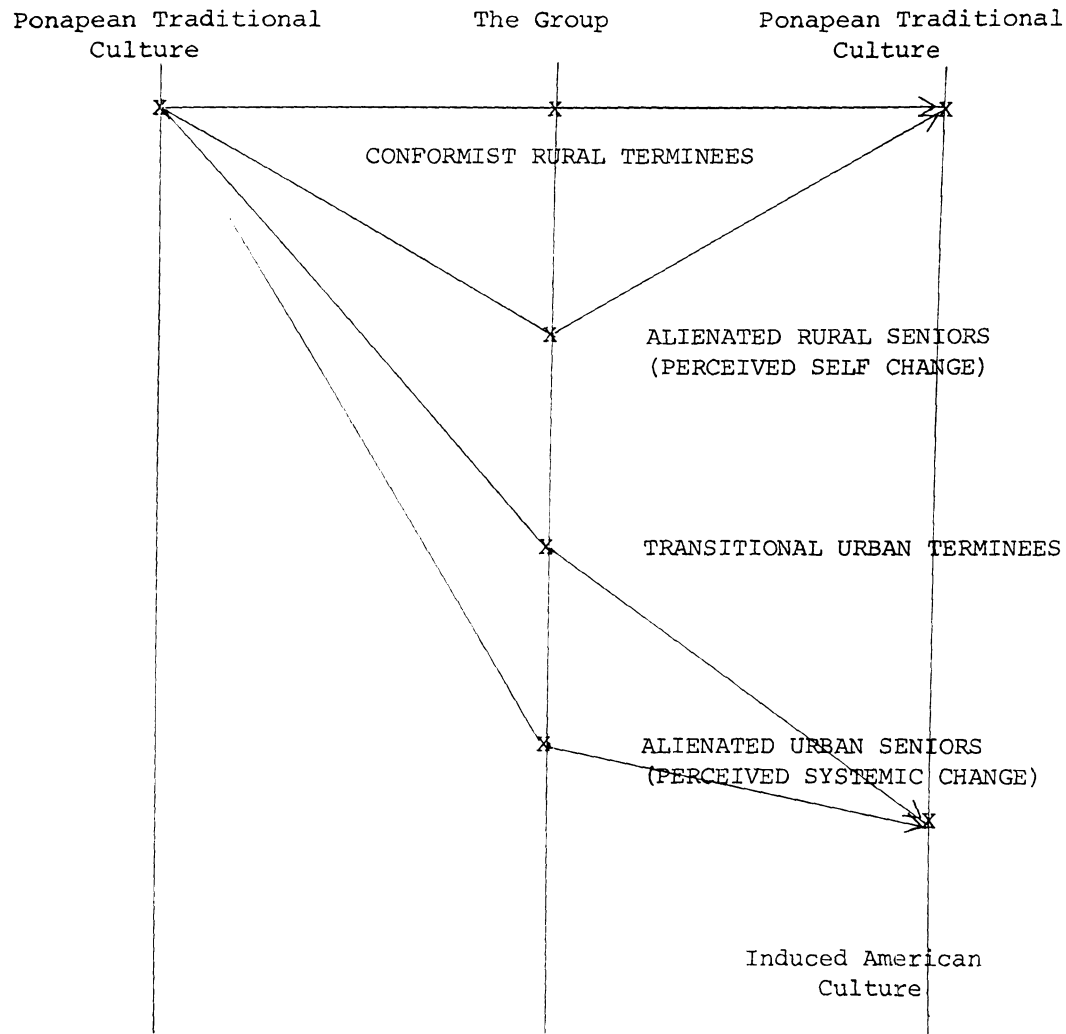 Ponapean Traditional
Culture
The Group
Ponapean Traditional
Culture
X X X
CONFORMIST RURAL TERMINEES
X
ALIENATED RURAL SENIORS
(PERCEIVED SELF CHANGE)
X
TRANSITIONAL URBAN TERMINEES
X
ALIENATED URBAN SENIORS
(PERCEIVED SYSTEMIC CHANGE)
X
Induced American
Culture